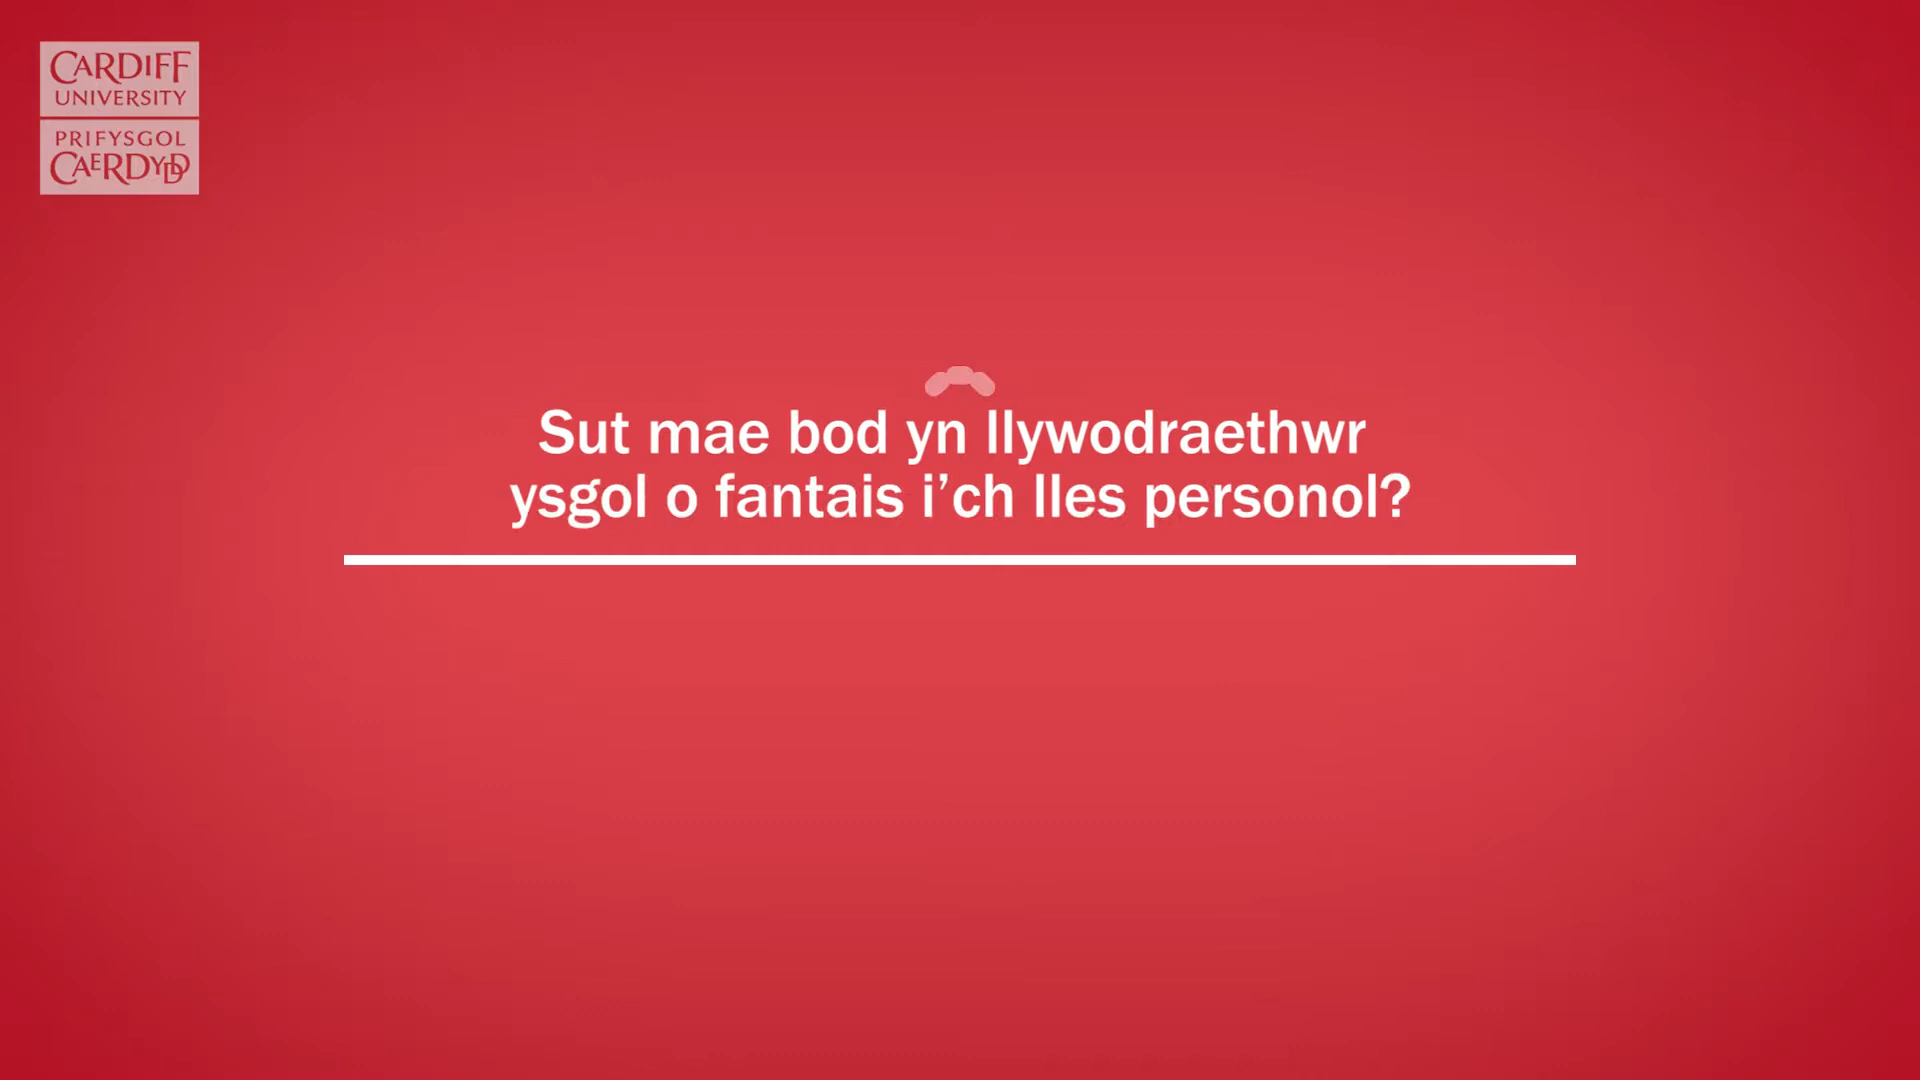 CARDIFF
UNIVERSITY
PRIFYSGOL
CAERDYDD
Sut mae bod yn llywodraethwr
ysgol o fantais i’ch lles personol?